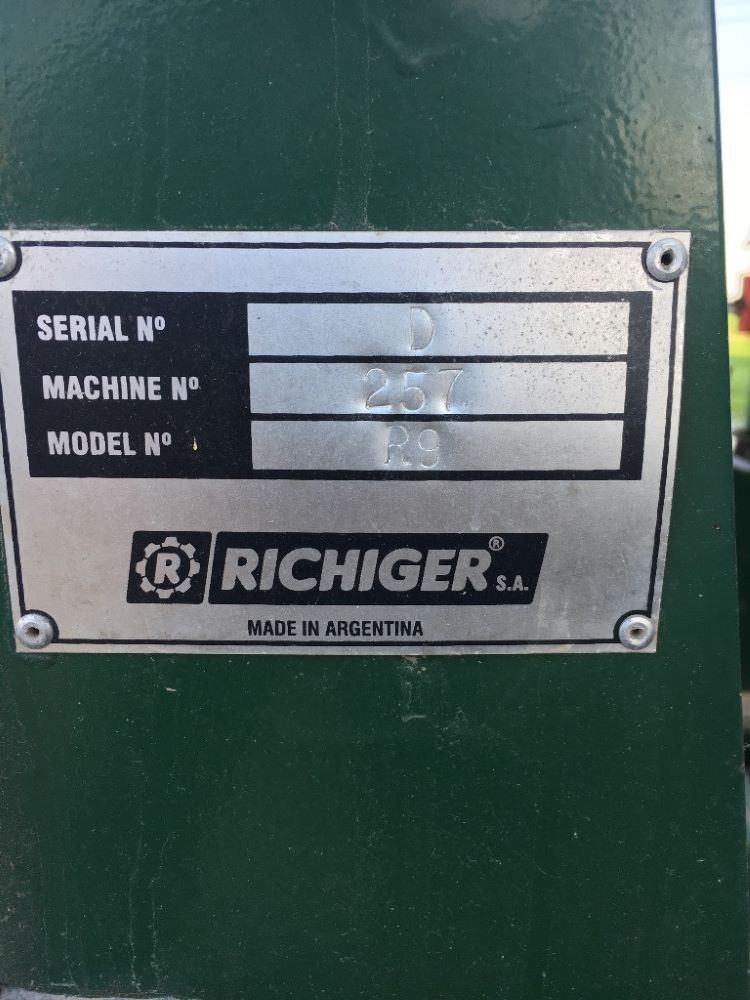 SERIAL Nº D
MACHINE Nº 257
MODEL Nº R9
R RICHIGER® S.A.
MADE IN ARGENTINA